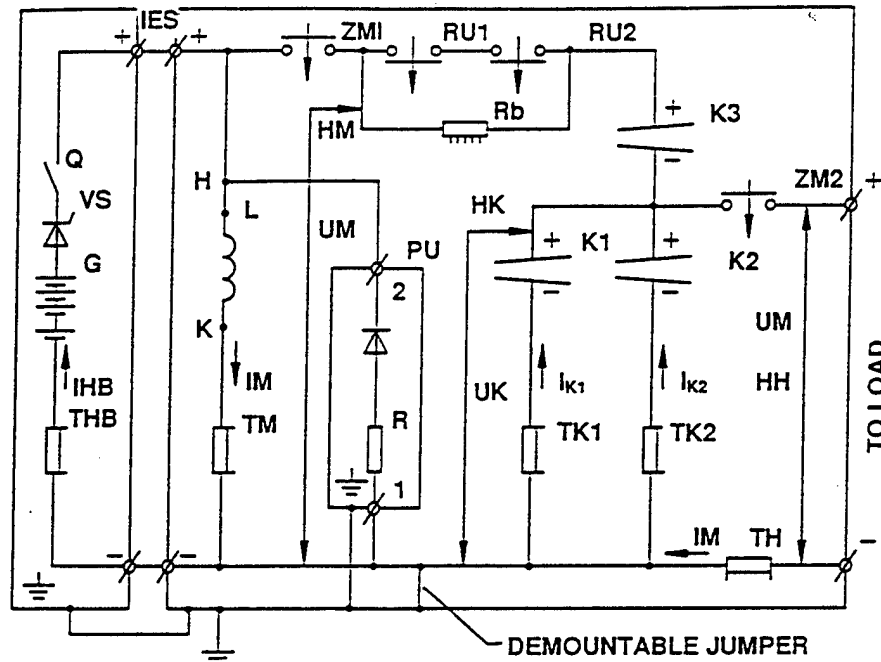 IES
ZMI
RU1
RU2
+
+
Rb
+
K3
−
HM
Q
VS
G
H
L
UM
PU
2
HK
+
K1
−
+
−
K2
ZM2
+
K
IM
IHB
THB
TM
R
1
UK
IK1
IK2
TK1
TK2
UM
HH
TO LOAD
IM
TH
−
−
−
DEMOUNTABLE JUMPER